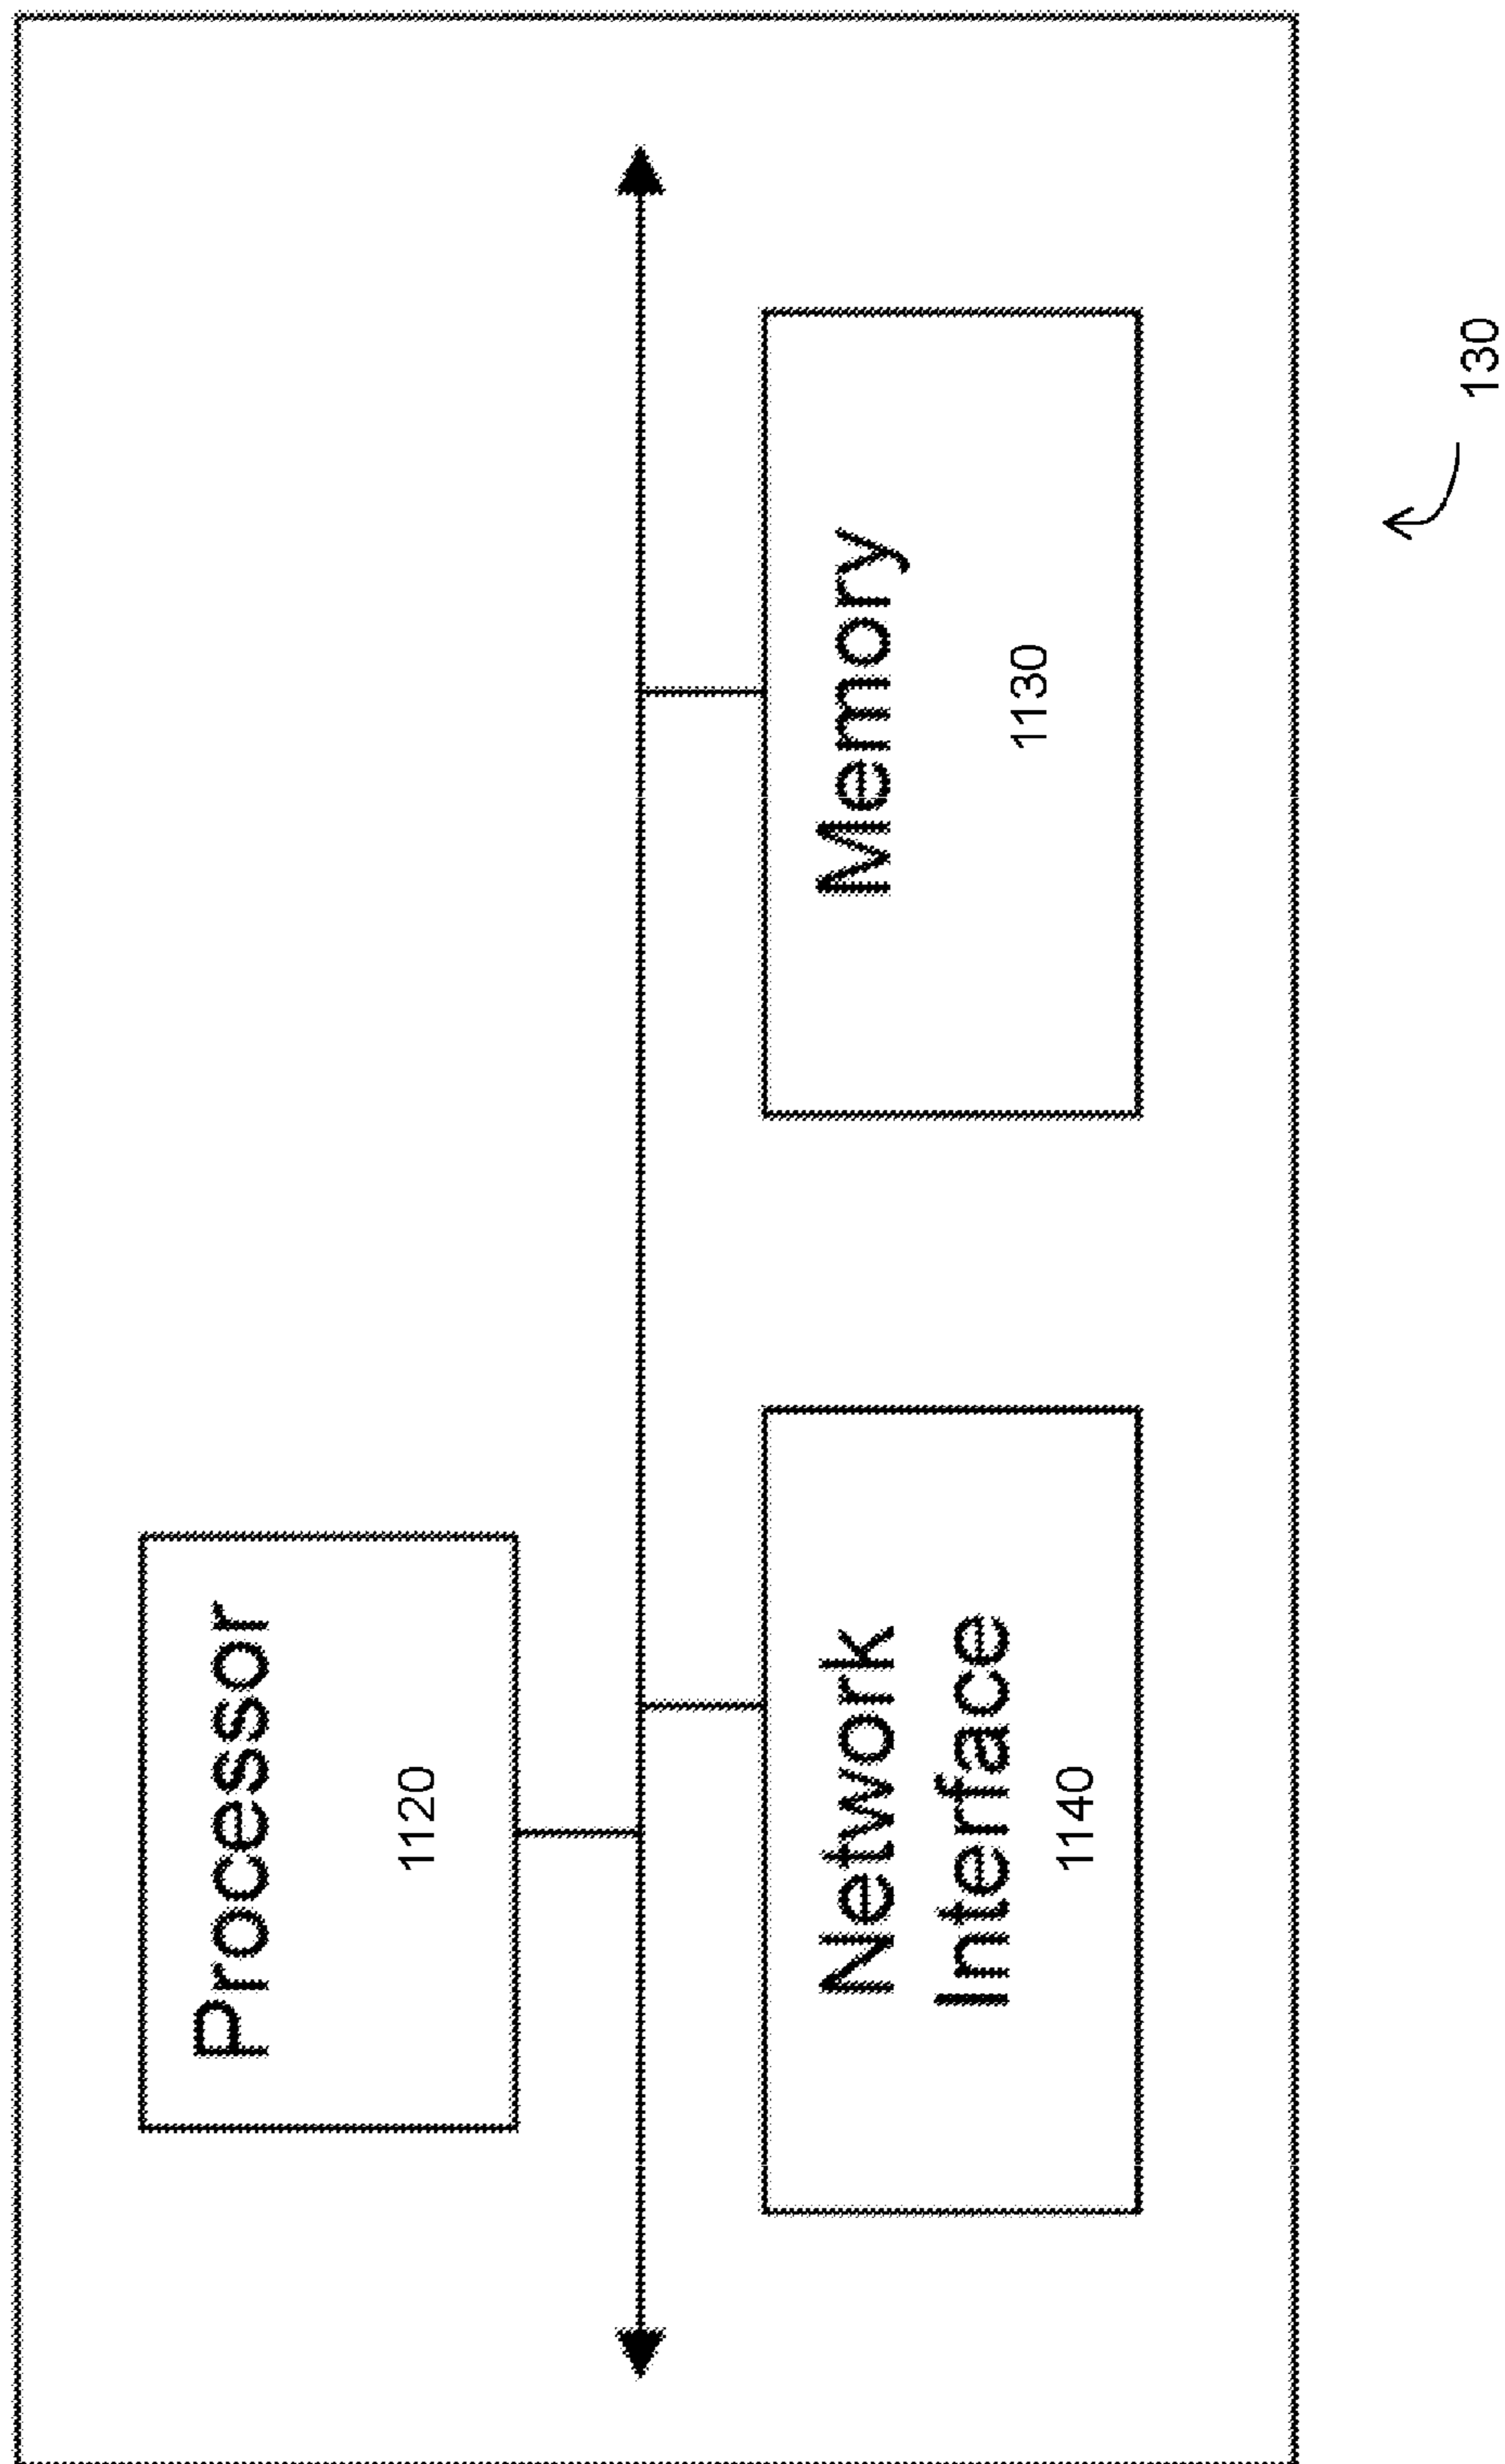 Processor
1120
Network
Interface
1140
Memory
1130
130